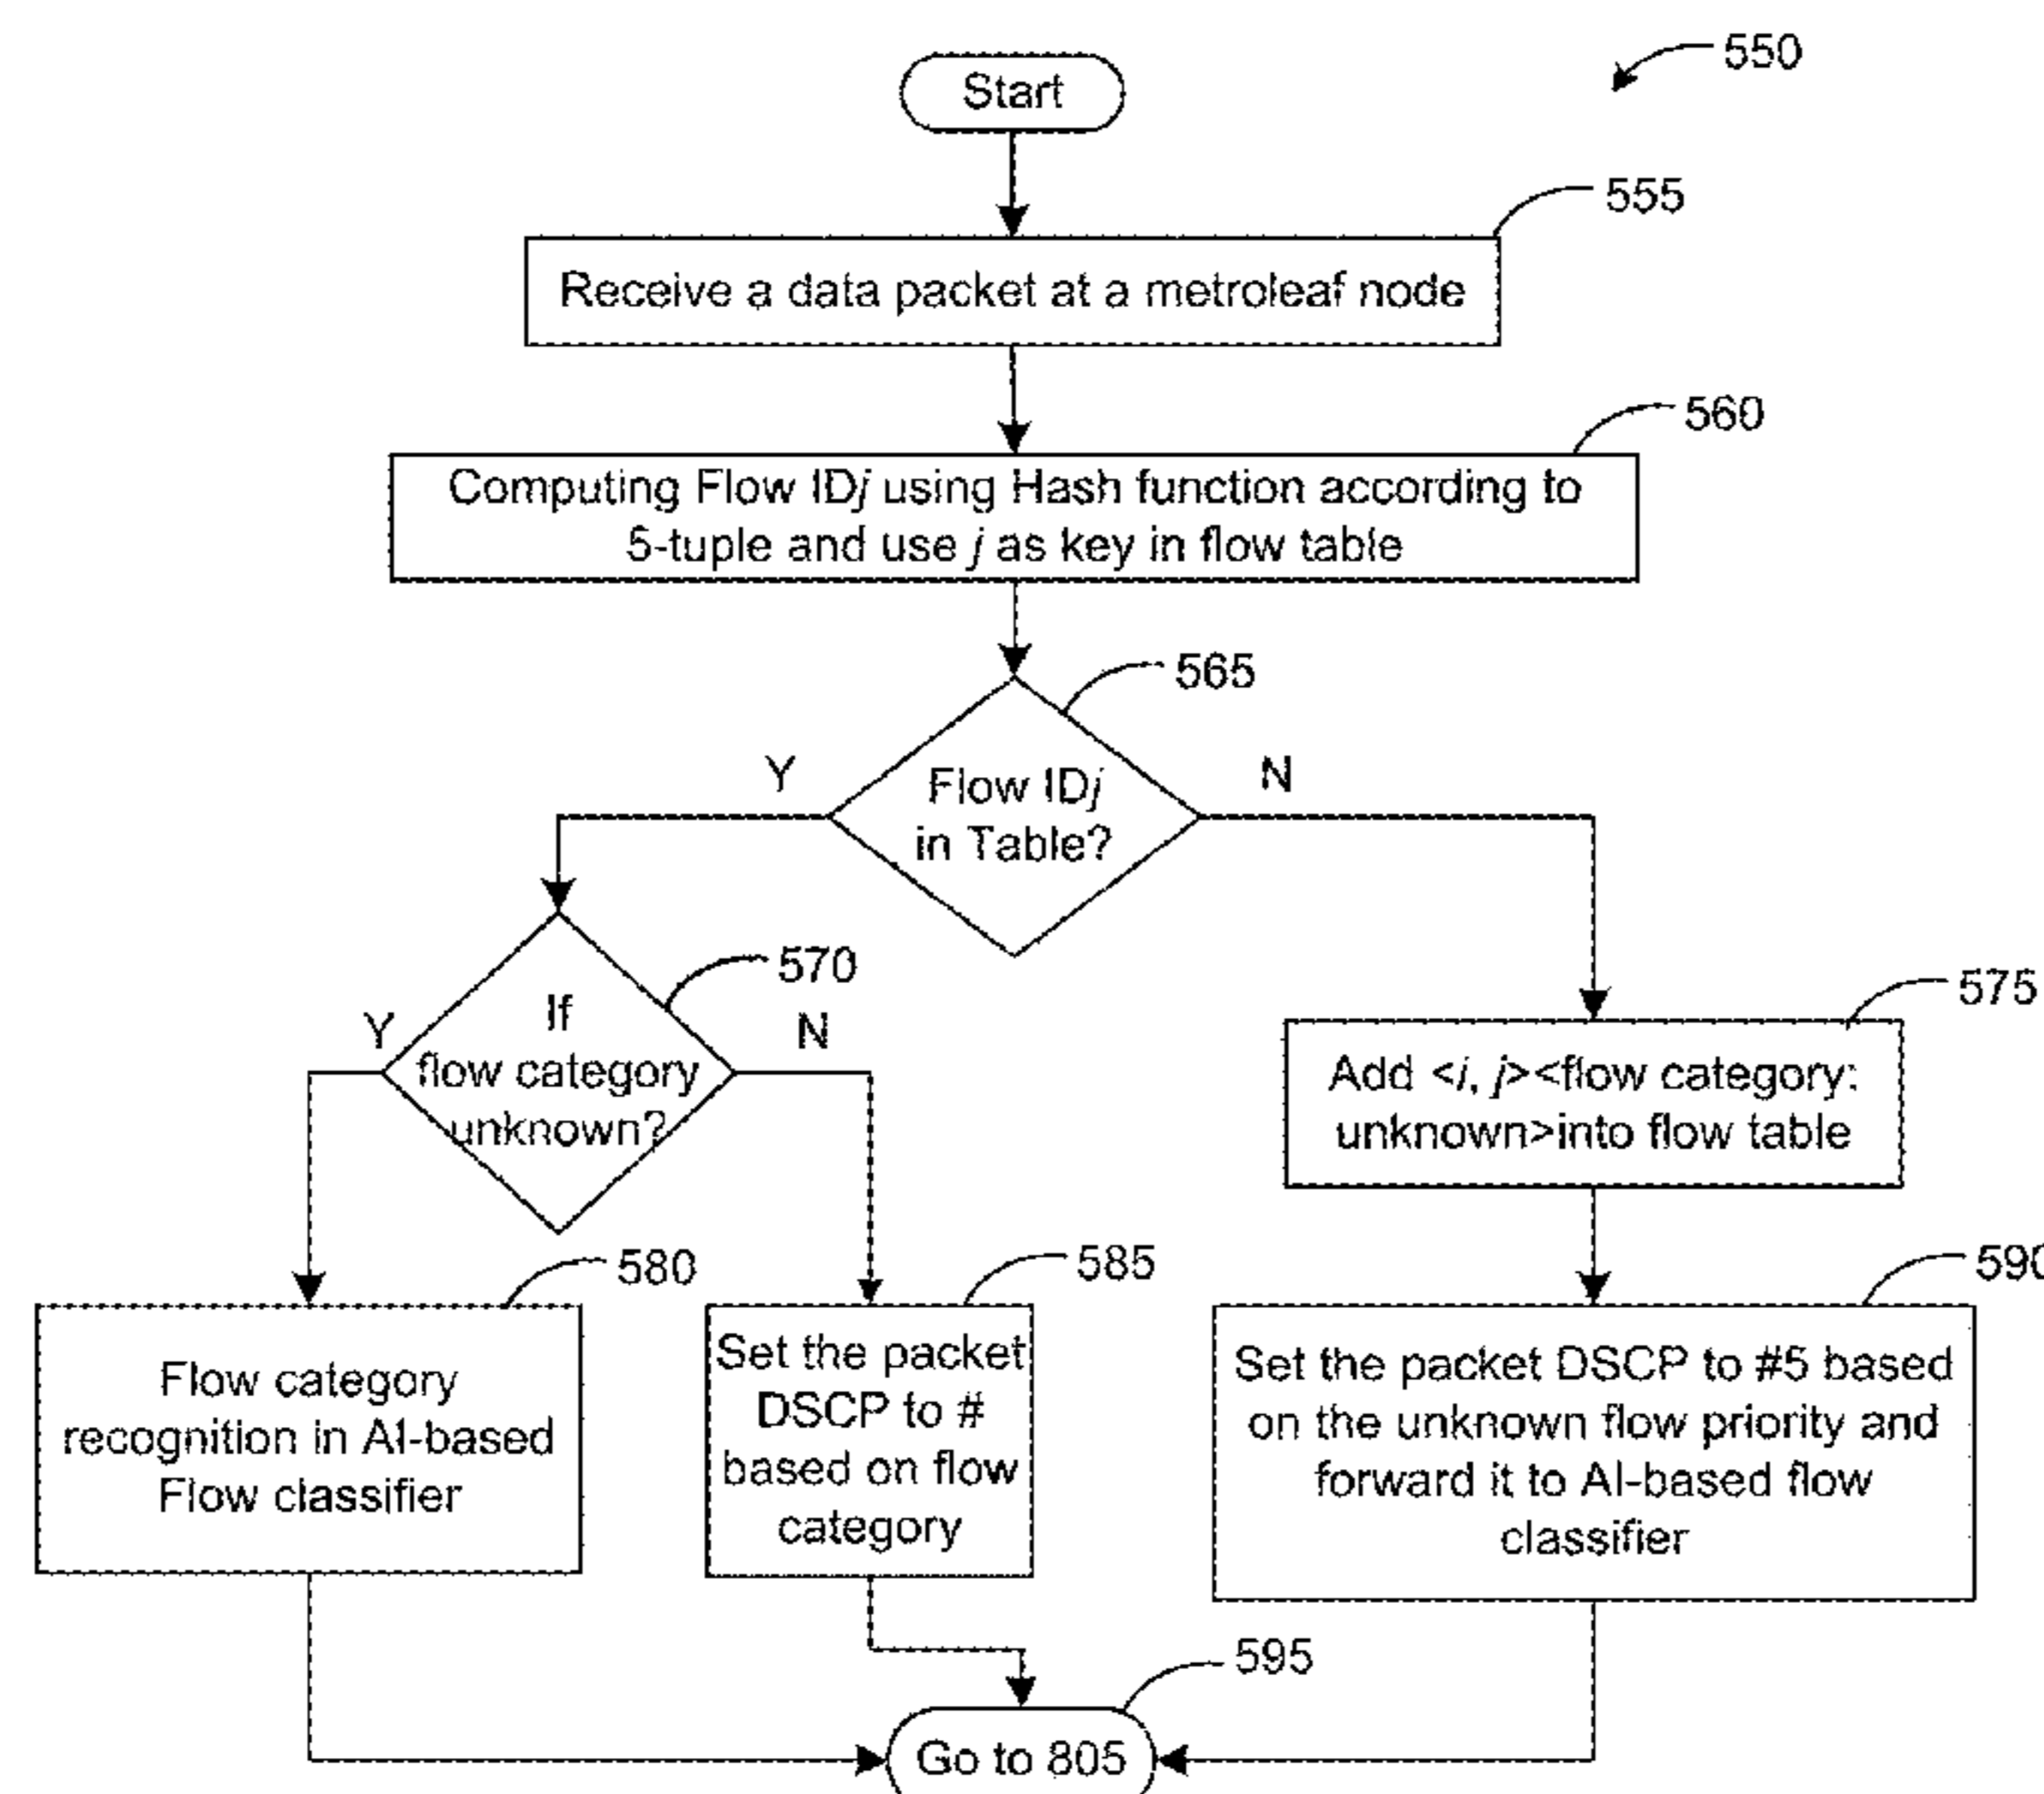 550
Start
555
Receive a data packet at a metroleaf node
560
Computing Flow IDj using Hash function according to
5-tuple and use j as key in flow table
565
Y
N
Flow IDj
in Table?
570
575
Y
If
N
flow category
unknown?
Add <i, j><flow category:
unknown>into flow table
580
585
590
Flow category
recognition in AI-based
Flow classifier
Set the packet
DSCP to #
based on flow
category
Set the packet DSCP to #5 based
on the unknown flow priority and
forward it to AI-based flow
classifier
595
Go to 805